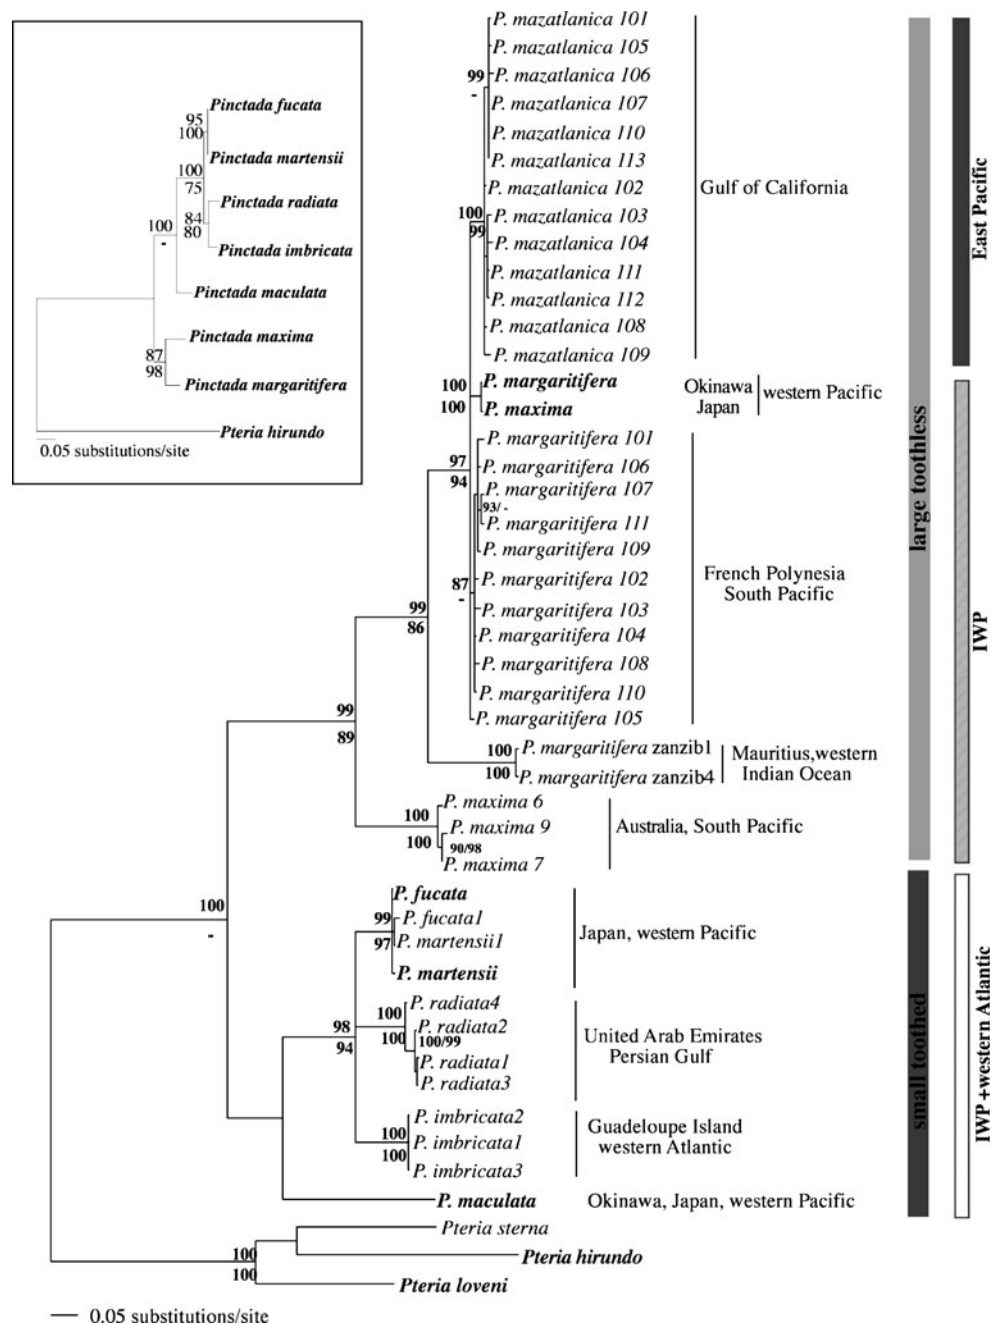 Pinctada fucata
95
100
Pinctada martensii
100
75
Pinctada radiata
84
80
Pinctada imbricata
100
-
Pinctada maculata
Pinctada maxima
87
98
Pinctada margaritifera
Pteria hirundo
0.05 substitutions/site
P. mazatlanica 101
P. mazatlanica 105
99
-
P. mazatlanica 106
P. mazatlanica 107
P. mazatlanica 110
P. mazatlanica 113
P. mazatlanica 102
Gulf of California
100
99
P. mazatlanica 103
P. mazatlanica 104
P. mazatlanica 111
P. mazatlanica 112
P. mazatlanica 108
P. mazatlanica 109
100
100
P. margaritifera
P. maxima
Okinawa
Japan
western Pacific
P. margaritifera 101
97
94
P. margaritifera 106
P. margaritifera 107
93/ -
P. margaritifera 111
P. margaritifera 109
87
-
P. margaritifera 102
French Polynesia
South Pacific
P. margaritifera 103
P. margaritifera 104
P. margaritifera 108
P. margaritifera 110
P. margaritifera 105
99
86
100
100
P. margaritifera zanzib1
P. margaritifera zanzib4
Mauritius,western
Indian Ocean
99
89
P. maxima 6
100
100
P. maxima 9
90/98
P. maxima 7
Australia, South Pacific
100
-
P. fucata
99
97
P. fucata1
P. martensii1
P. martensii
Japan, western Pacific
98
94
P. radiata4
100
100
P. radiata2
100/99
P. radiata1
P. radiata3
United Arab Emirates
Persian Gulf
P. imbricata2
100
100
P. imbricata1
P. imbricata3
Guadeloupe Island
western Atlantic
P. maculata
Okinawa, Japan, western Pacific
Pteria sterna
100
100
Pteria hirundo
Pteria loveni
0.05 substitutions/site
large toothless
small toothed
East Pacific
IWP
IWP+western Atlantic